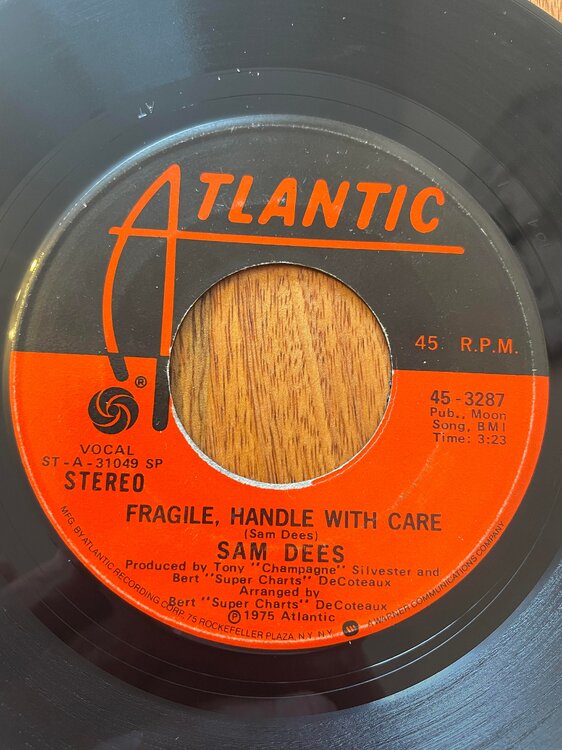 ATLANTIC
45 R.P.M.
®
45-3287
Pub., Moon
Song, BMI
Time: 3:23
VOCAL
ST-A-31049 SP
STEREO
FRAGILE, HANDLE WITH CARE
(Sam Dees)
SAM DEES
Produced by Tony "Champagne" Silvester and
Bert "Super Charts" DeCoteaux
Arranged by
Bert "Super Charts" DeCoteaux
Ⓟ1975 Atlantic
MFG. BY ATLANTIC RECORDING CORP., 75 ROCKEFELLER PLAZA, N.Y. N.Y. A WARNER COMMUNICATIONS COMPANY